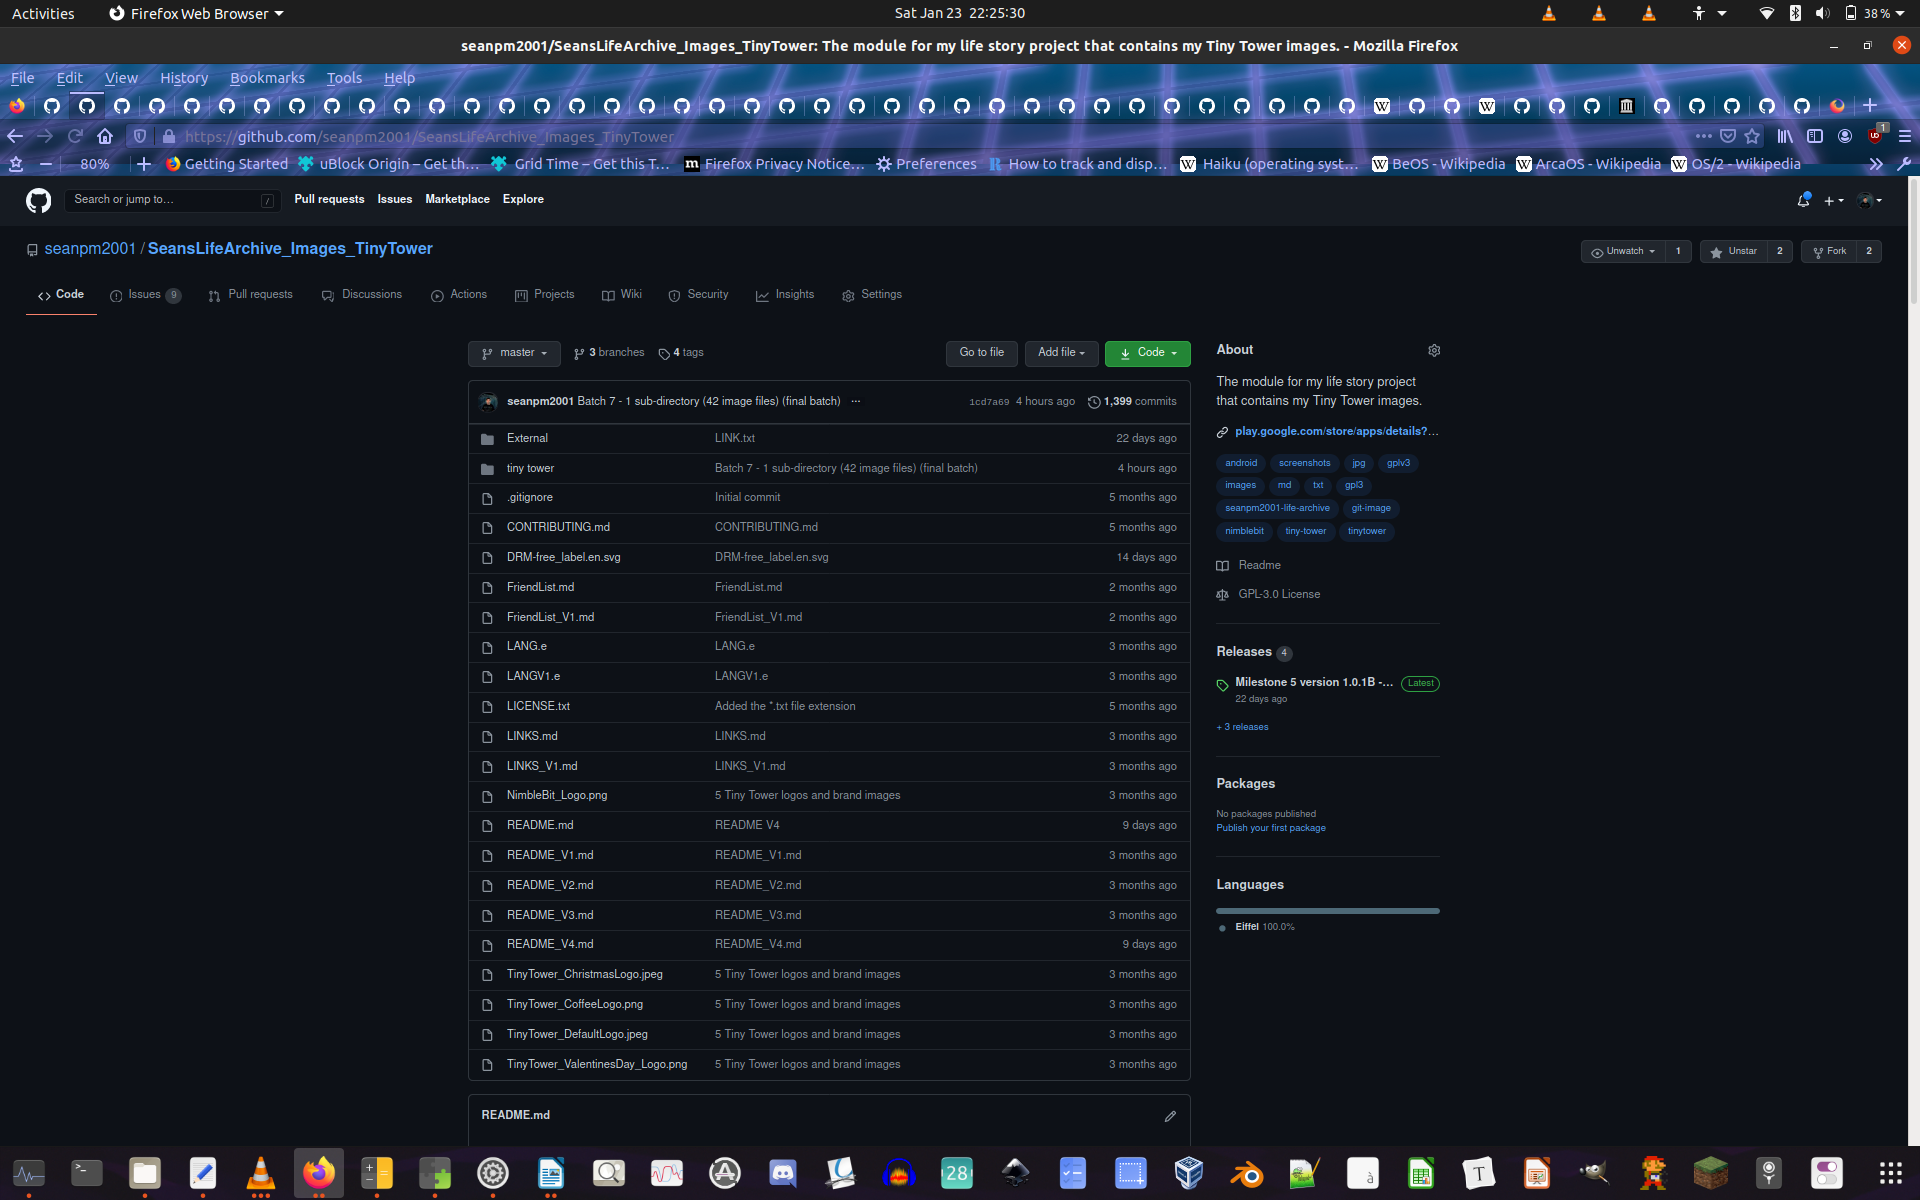 Activities
Firefox Web Browser
Sat Jan 23 22:25:30
38 %
seanpm2001/SeansLifeArchive_Images_TinyTower: The module for my life story project that contains my Tiny Tower images. - Mozilla Firefox
File Edit View History Bookmarks Tools Help
https://github.com/seanpm2001/SeansLifeArchive_Images_TinyTower
1
80%
Getting Started
uBlock Origin – Get th…
Grid Time – Get this T…
Firefox Privacy Notice…
Preferences
How to track and disp…
Haiku (operating syst…
BeOS - Wikipedia
ArcaOS - Wikipedia
OS/2 - Wikipedia
Search or jump to…
/
Pull requests Issues Marketplace Explore
seanpm2001 / SeansLifeArchive_Images_TinyTower
Unwatch 1
Unstar 2
Fork 2
Code
Issues 9
Pull requests
Discussions
Actions
Projects
Wiki
Security
Insights
Settings
master
3 branches
4 tags
Go to file
Add file
Code
seanpm2001 Batch 7 - 1 sub-directory (42 image files) (final batch) ...
1cd7a69 4 hours ago
1,399 commits
External LINK.txt 22 days ago
tiny tower Batch 7 - 1 sub-directory (42 image files) (final batch) 4 hours ago
.gitignore Initial commit 5 months ago
CONTRIBUTING.md CONTRIBUTING.md 5 months ago
DRM-free_label.en.svg DRM-free_label.en.svg 14 days ago
FriendList.md FriendList.md 2 months ago
FriendList_V1.md FriendList_V1.md 2 months ago
LANG.e LANG.e 3 months ago
LANGV1.e LANGV1.e 3 months ago
LICENSE.txt Added the *.txt file extension 5 months ago
LINKS.md LINKS.md 3 months ago
LINKS_V1.md LINKS_V1.md 3 months ago
NimbleBit_Logo.png 5 Tiny Tower logos and brand images 3 months ago
README.md README V4 9 days ago
README_V1.md README_V1.md 3 months ago
README_V2.md README_V2.md 3 months ago
README_V3.md README_V3.md 3 months ago
README_V4.md README_V4.md 9 days ago
TinyTower_ChristmasLogo.jpeg 5 Tiny Tower logos and brand images 3 months ago
TinyTower_CoffeeLogo.png 5 Tiny Tower logos and brand images 3 months ago
TinyTower_DefaultLogo.jpeg 5 Tiny Tower logos and brand images 3 months ago
TinyTower_ValentinesDay_Logo.png 5 Tiny Tower logos and brand images 3 months ago
README.md
About
The module for my life story project
that contains my Tiny Tower images.
play.google.com/store/apps/details?…
android screenshots jpg gplv3
images md txt gpl3
seanpm2001-life-archive git-image
nimblebit tiny-tower tinytower
Readme
GPL-3.0 License
Releases 4
Milestone 5 version 1.0.1B -… Latest
22 days ago
+ 3 releases
Packages
No packages published
Publish your first package
Languages
Eiffel 100.0%
28